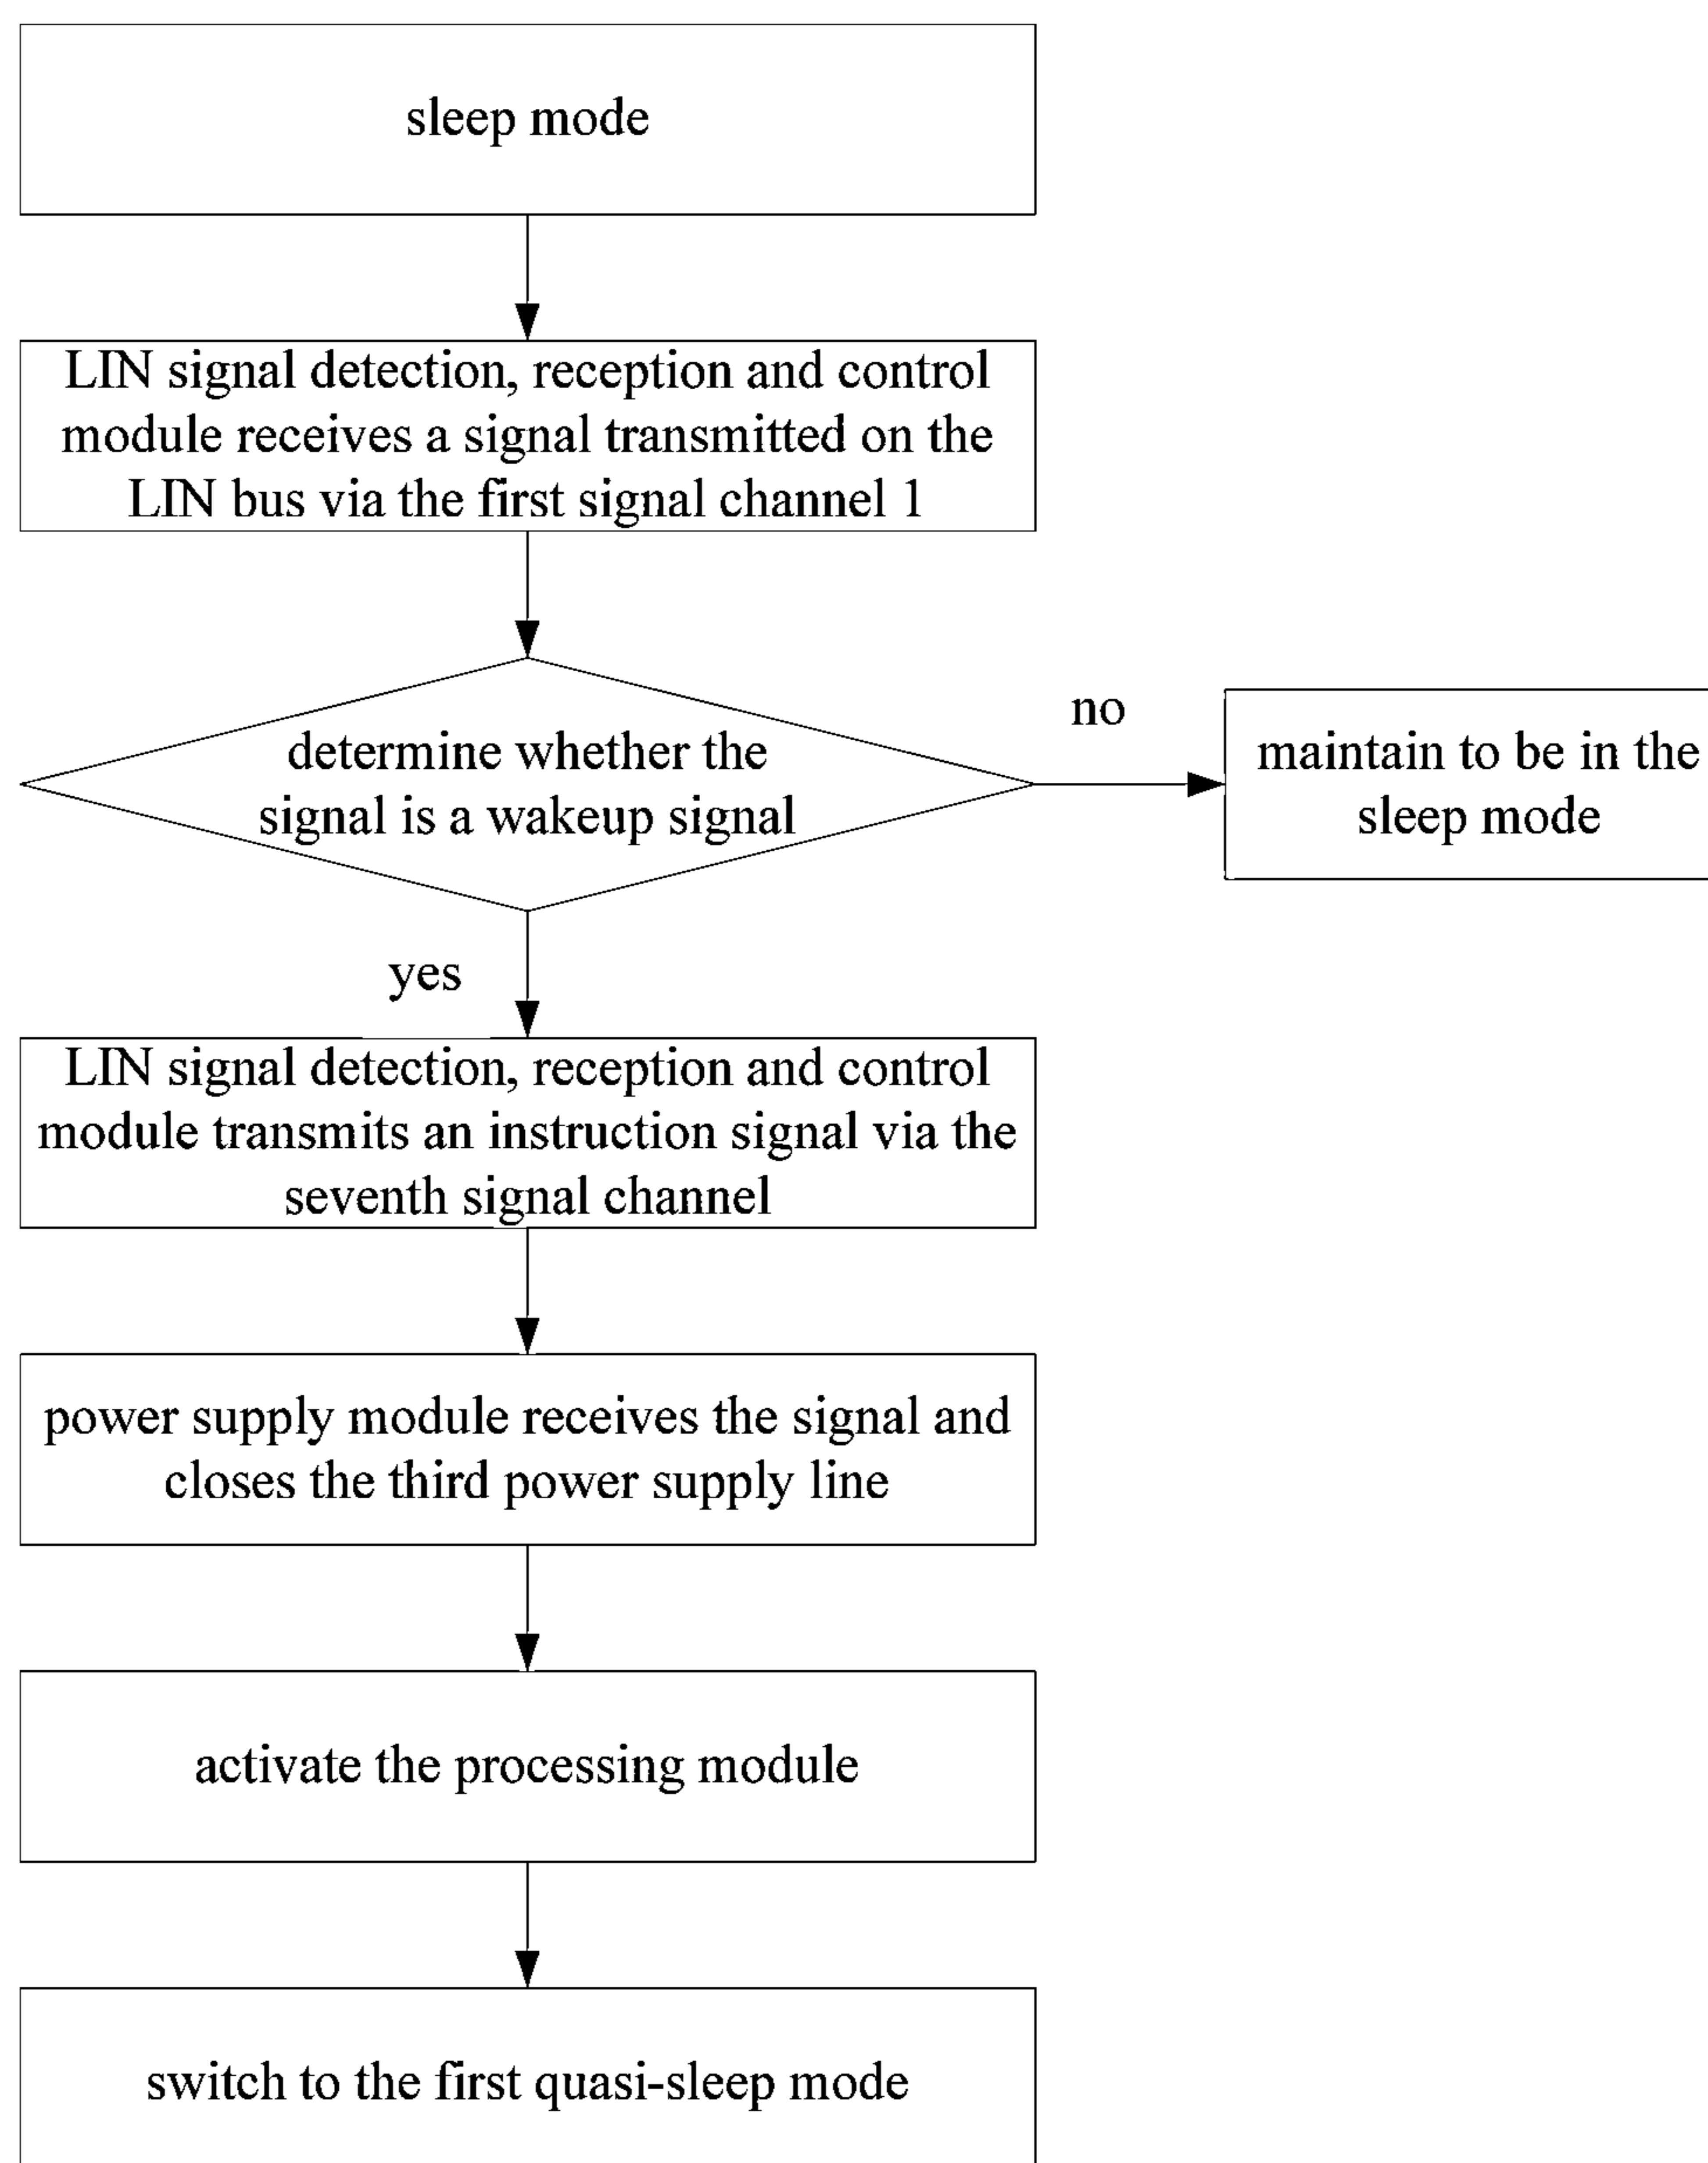 sleep mode
LIN signal detection, reception and control
module receives a signal transmitted on the
LIN bus via the first signal channel 1
determine whether the
signal is a wakeup signal
no
maintain to be in the
sleep mode
yes
LIN signal detection, reception and control
module transmits an instruction signal via the
seventh signal channel
power supply module receives the signal and
closes the third power supply line
activate the processing module
switch to the first quasi-sleep mode